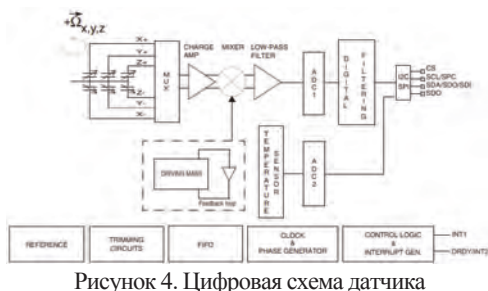 +Ω x,y,z
X+
Y+
Z+
Z-
Y-
X-
MUX
CHARGE AMP
MIXER
LOW-PASS FILTER
ADC1
DIGITAL FILTERING
I2C
SPI
CS
SCL/SPC
SDA/SDO/SDI
SDO
DRIVING MASS
Feedback loop
TEMPERATURE SENSOR
ADC2
REFERENCE
TRIMMING CIRCUITS
FIFO
CLOCK & PHASE GENERATOR
CONTROL LOGIC & INTERRUPT GEN.
INT1
DRDY/INT2
Рисунок 4. Цифровая схема датчика